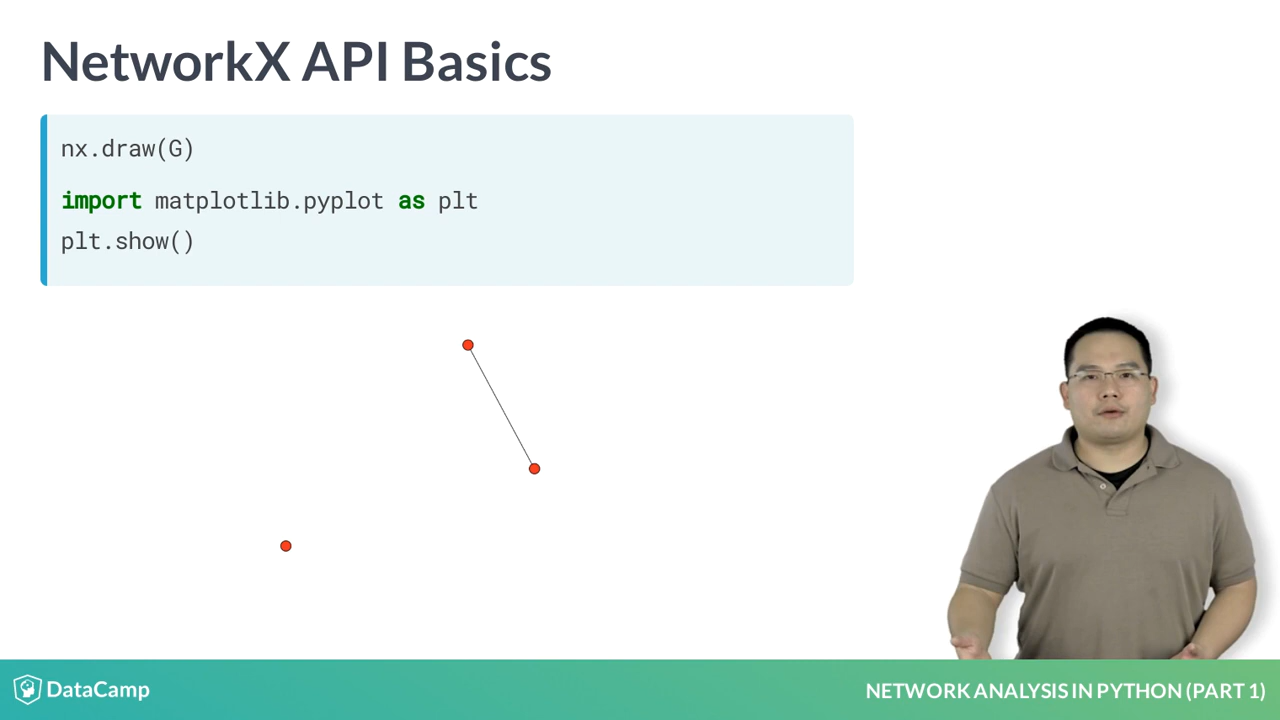 NetworkX API Basics
nx.draw(G)
import matplotlib.pyplot as plt
plt.show()
DataCamp
NETWORK ANALYSIS IN PYTHON (PART 1)